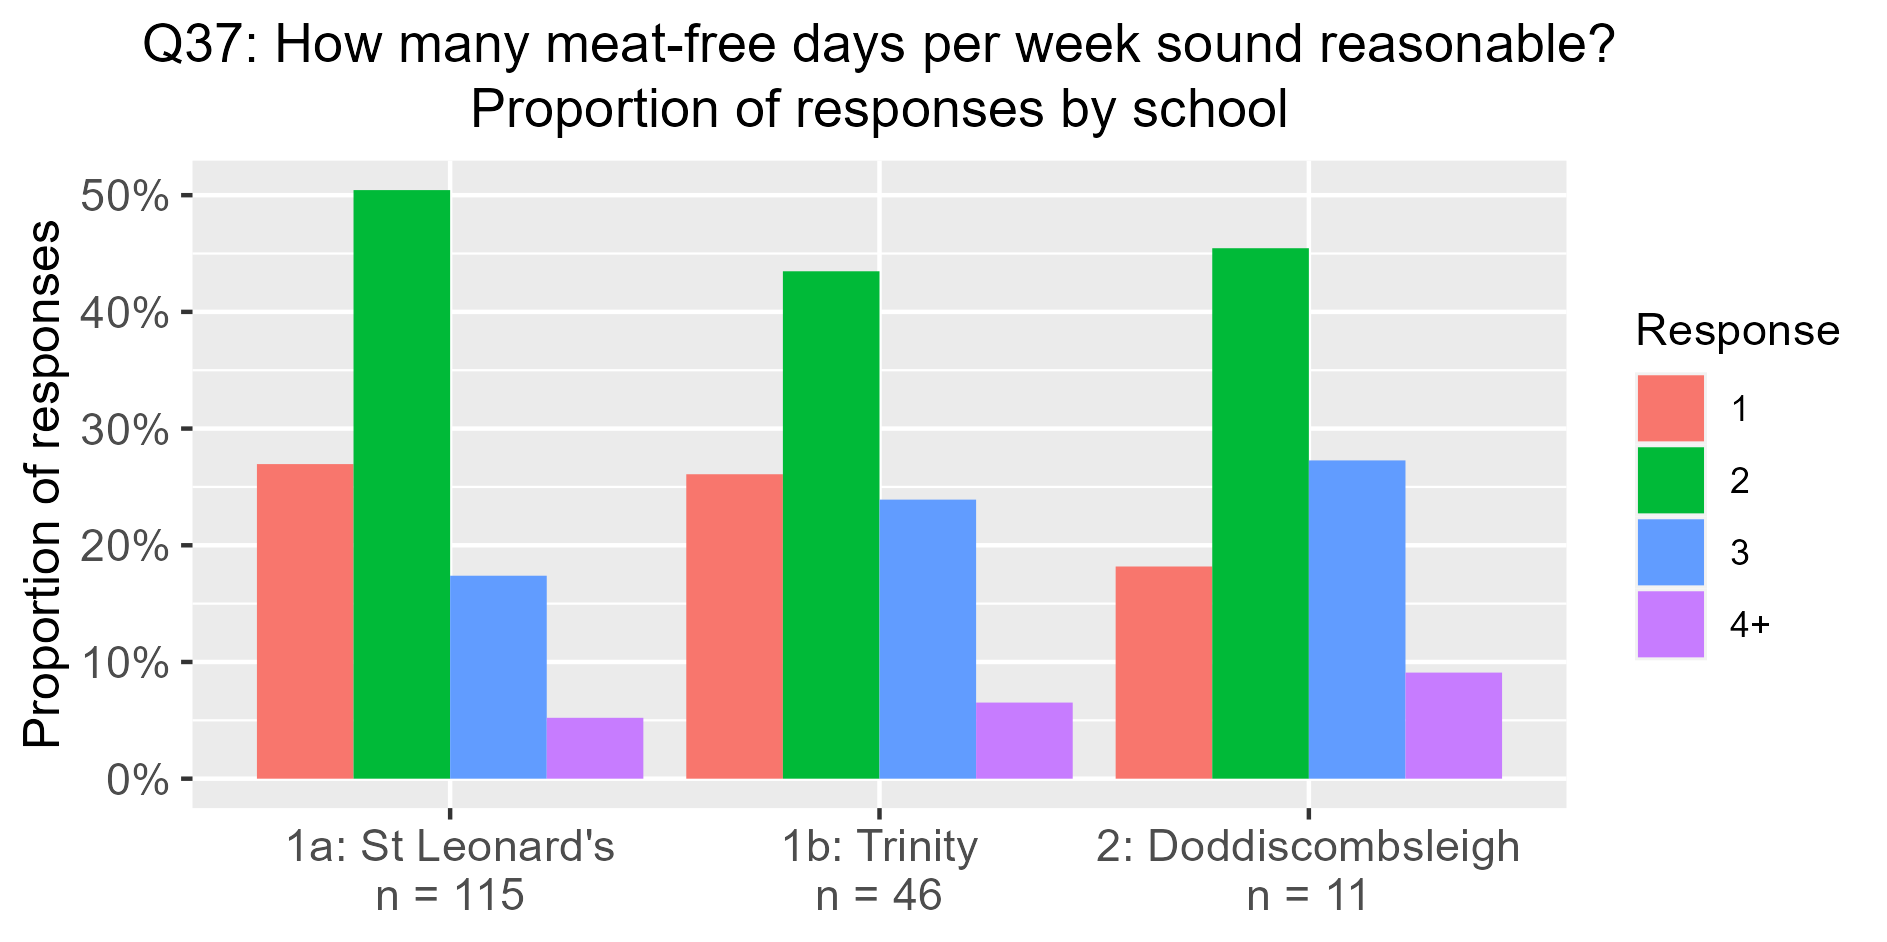 Q37: How many meat-free days per week sound reasonable?
Proportion of responses by school
Proportion of responses
50%
40%
30%
20%
10%
0%
1a: St Leonard's
n = 115
1b: Trinity
n = 46
2: Doddiscombsleigh
n = 11
Response
1
2
3
4+